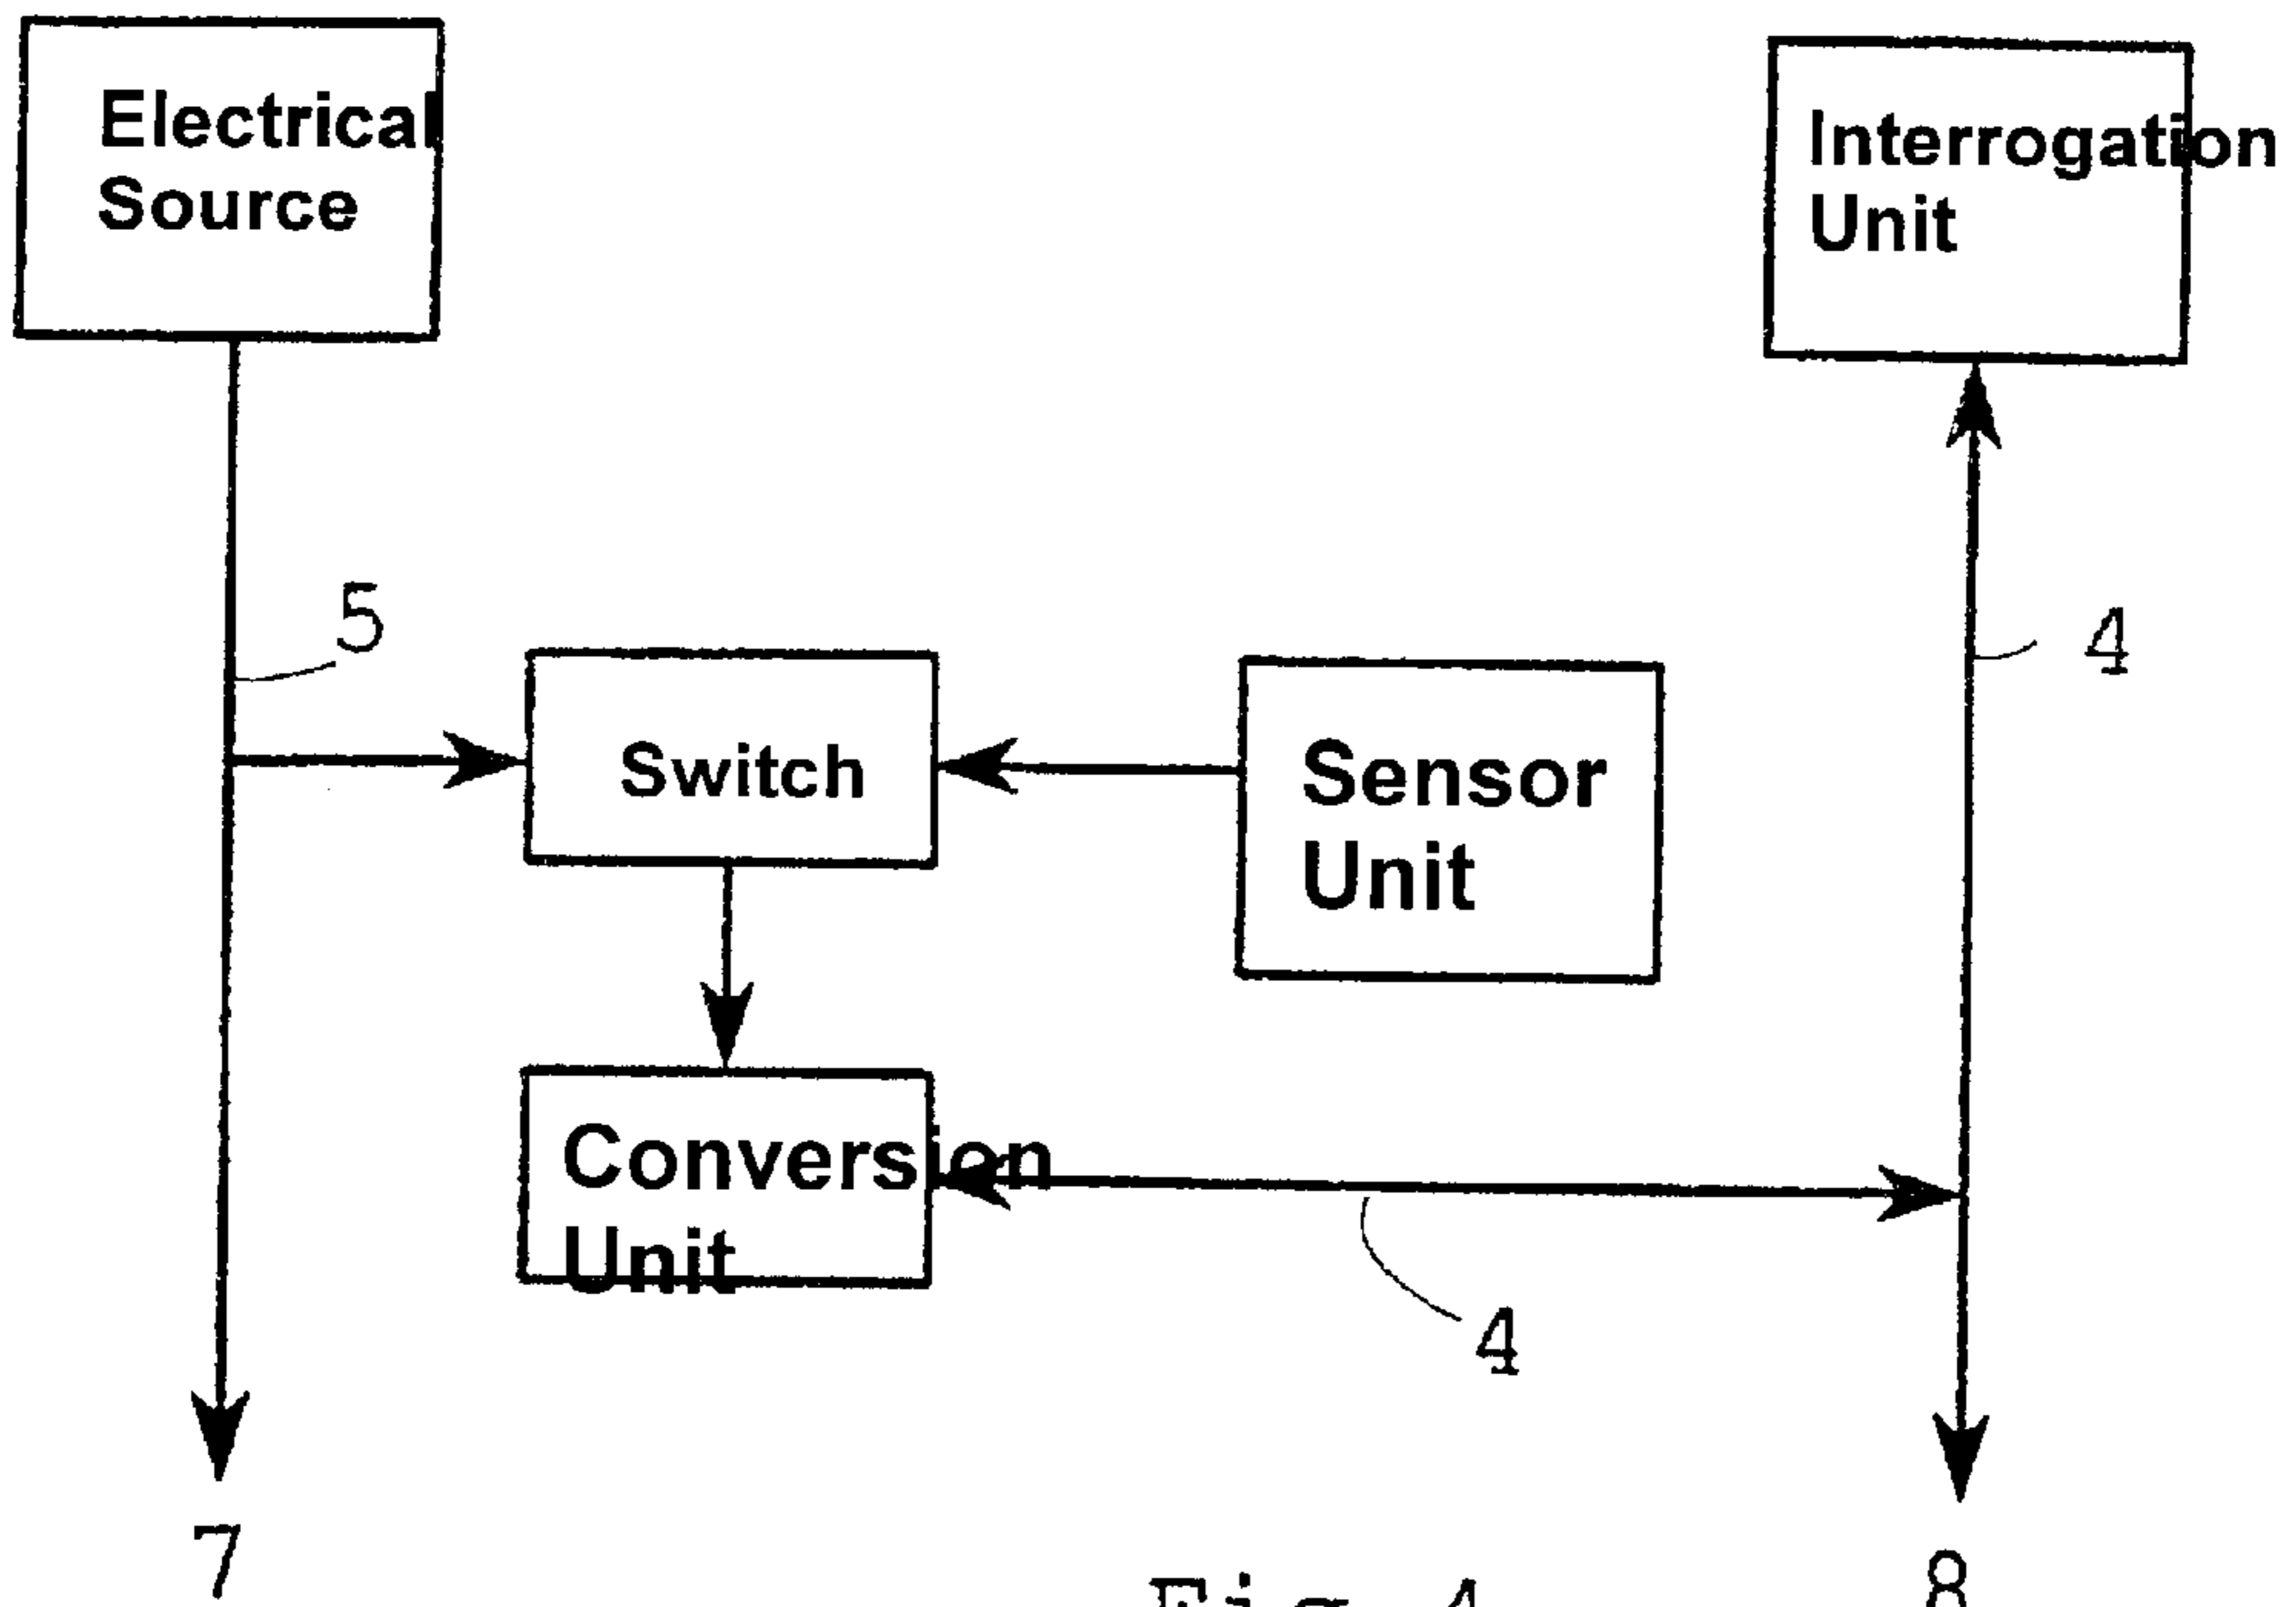 Electrical
Source
Interrogation
Unit
5
4
Switch
Sensor
Unit
Conversion
Unit
4
7
8